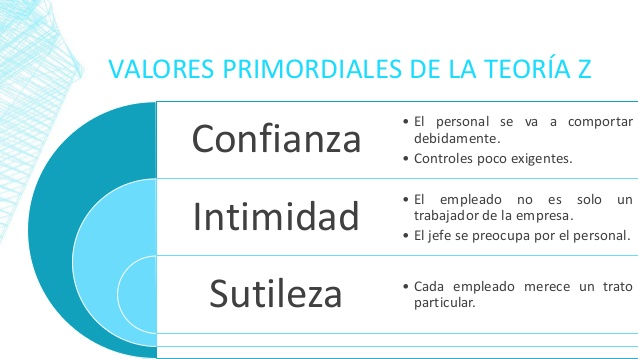 VALORES PRIMORDIALES DE LA TEORÍA Z
Confianza
• El personal se va a comportar
debidamente.
• Controles poco exigentes.
Intimidad
• El empleado no es solo un
trabajador de la empresa.
• El jefe se preocupa por el personal.
Sutileza
• Cada empleado merece un trato
particular.